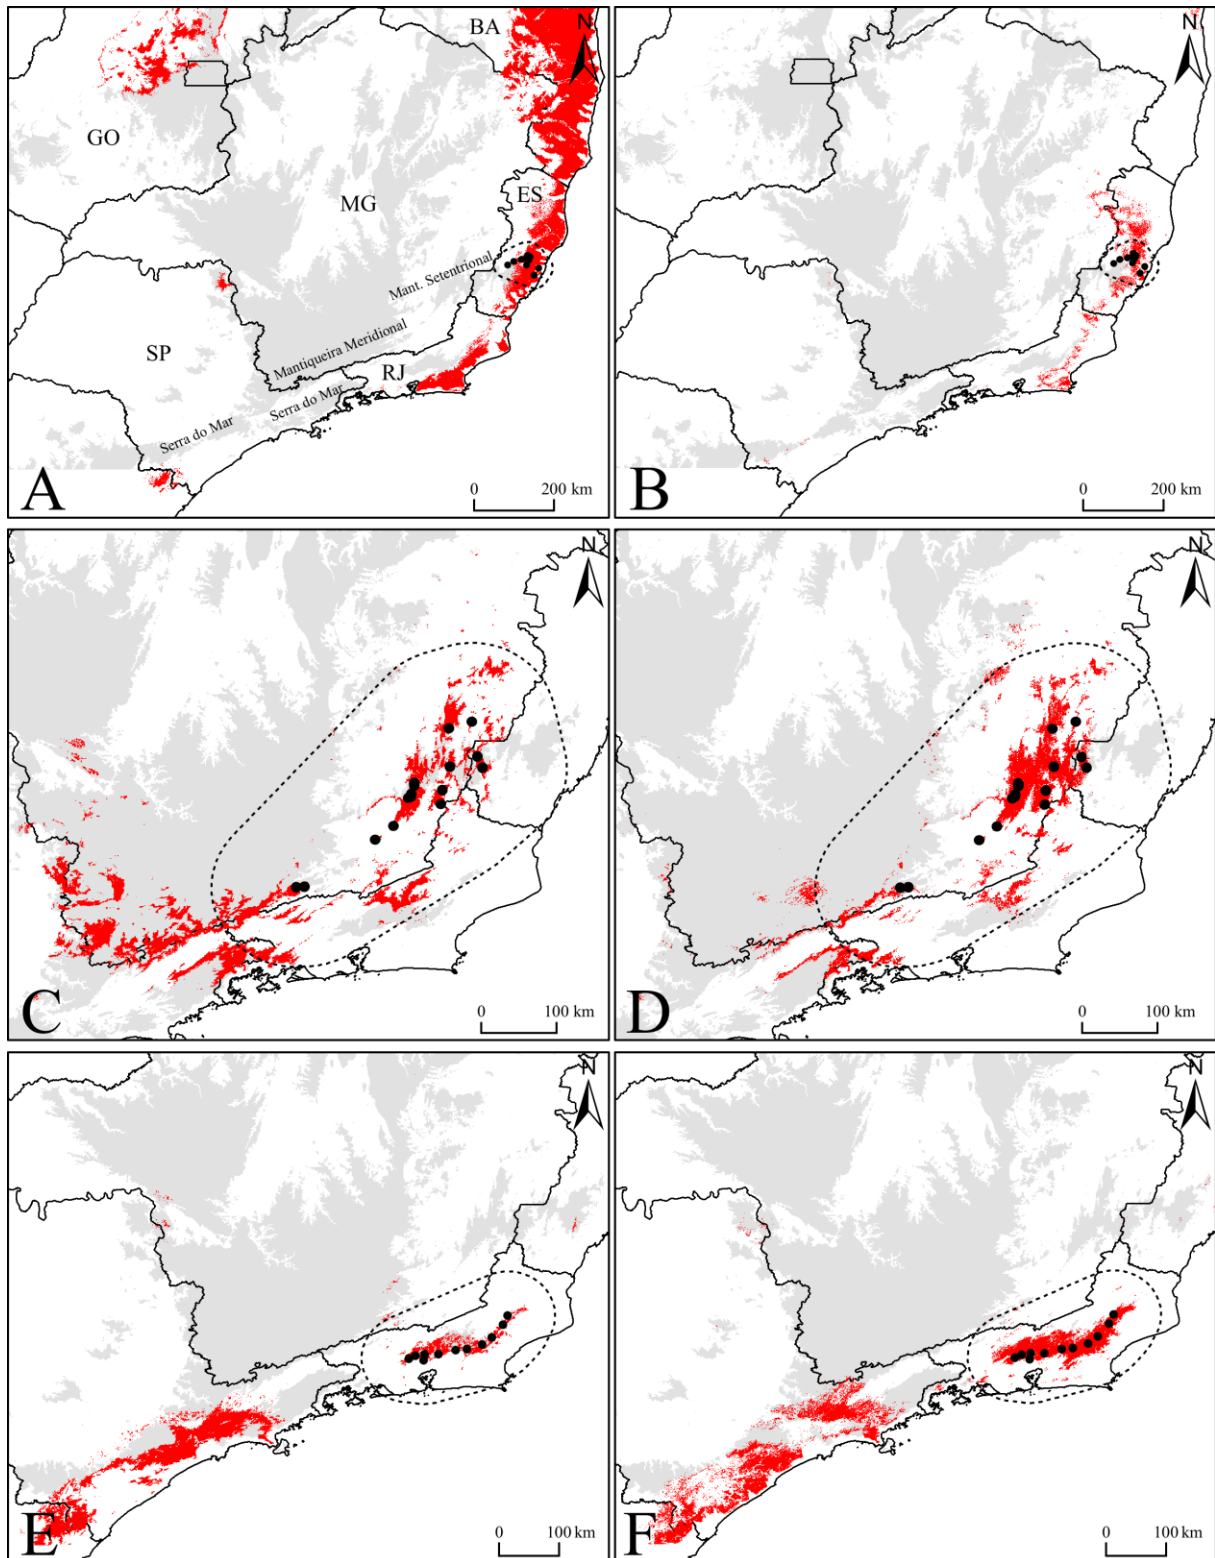 BA
N
GO
MG
ES
Mant. Setentrional
Mantiqueira Meridional
SP
RJ
Serra do Mar
Serra do Mar
A
0 200 km
N
B
0 200 km
N
C
0 100 km
N
D
0 100 km
N
E
0 100 km
N
F
0 100 km